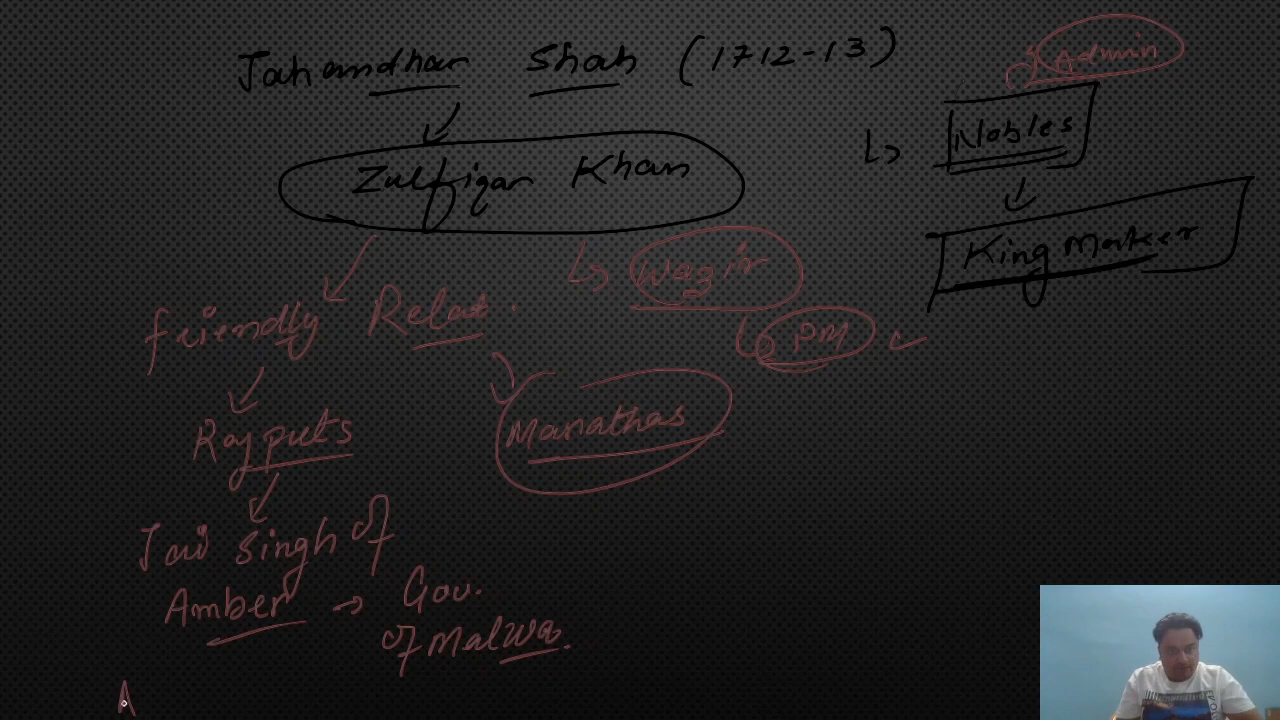 Jahandhar Shah (1712-13)
Admin
Nobles
Zulfiqar Khan
King Maker
Wazir
Friendly Relat.
PM
Marathas
Rajputs
Jai Singh of
Amber → Gov.
of Malwa.
A